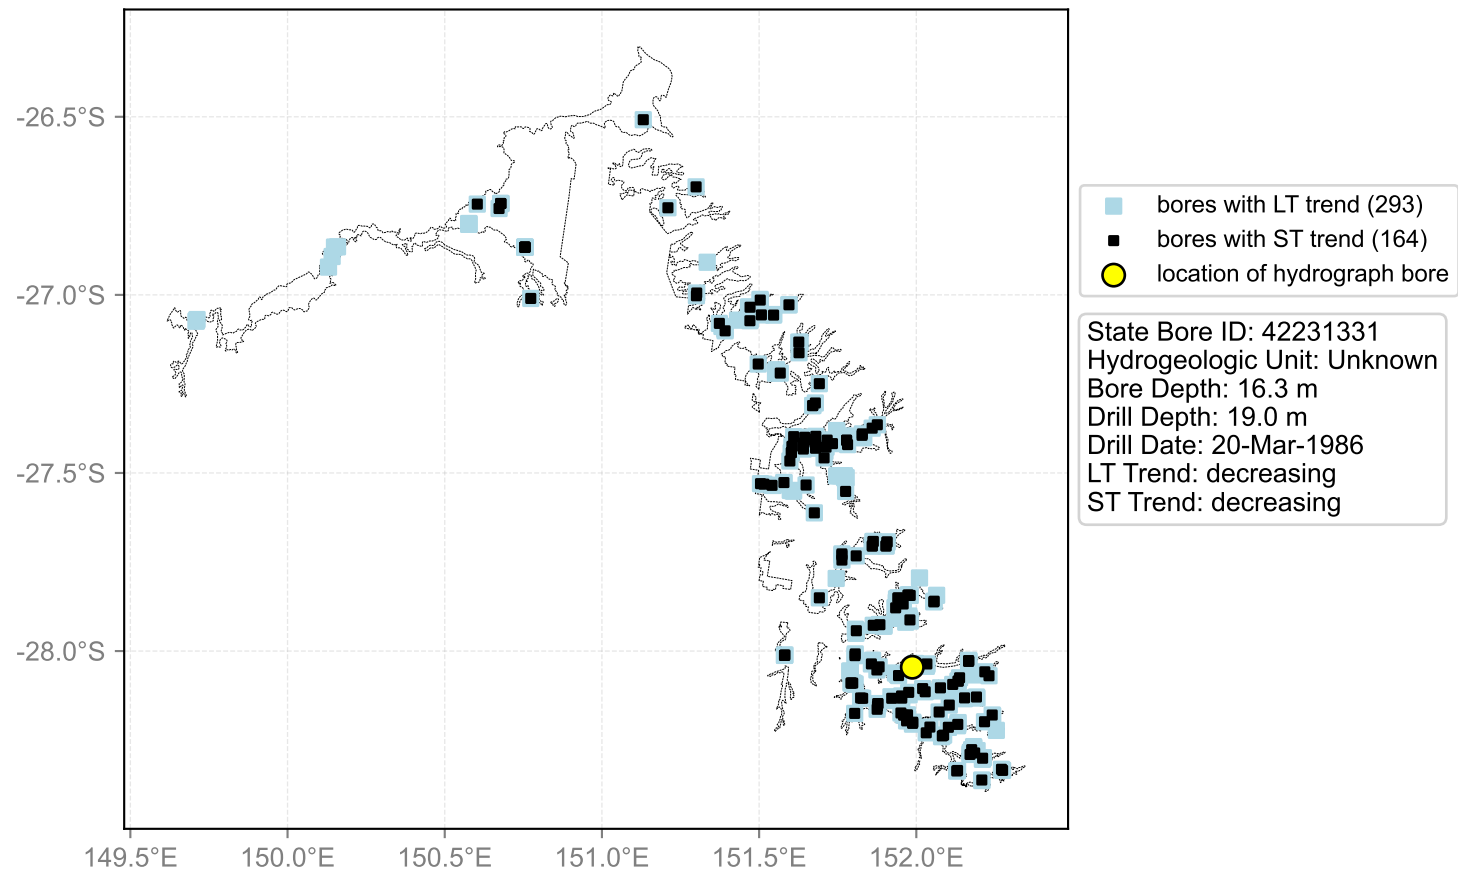 -26.5°S
-27.0°S
-27.5°S
-28.0°S
149.5°E
150.0°E
150.5°E
151.0°E
151.5°E
152.0°E
bores with LT trend (293)
bores with ST trend (164)
location of hydrograph bore
State Bore ID: 42231331
Hydrogeologic Unit: Unknown
Bore Depth: 16.3 m
Drill Depth: 19.0 m
Drill Date: 20-Mar-1986
LT Trend: decreasing
ST Trend: decreasing